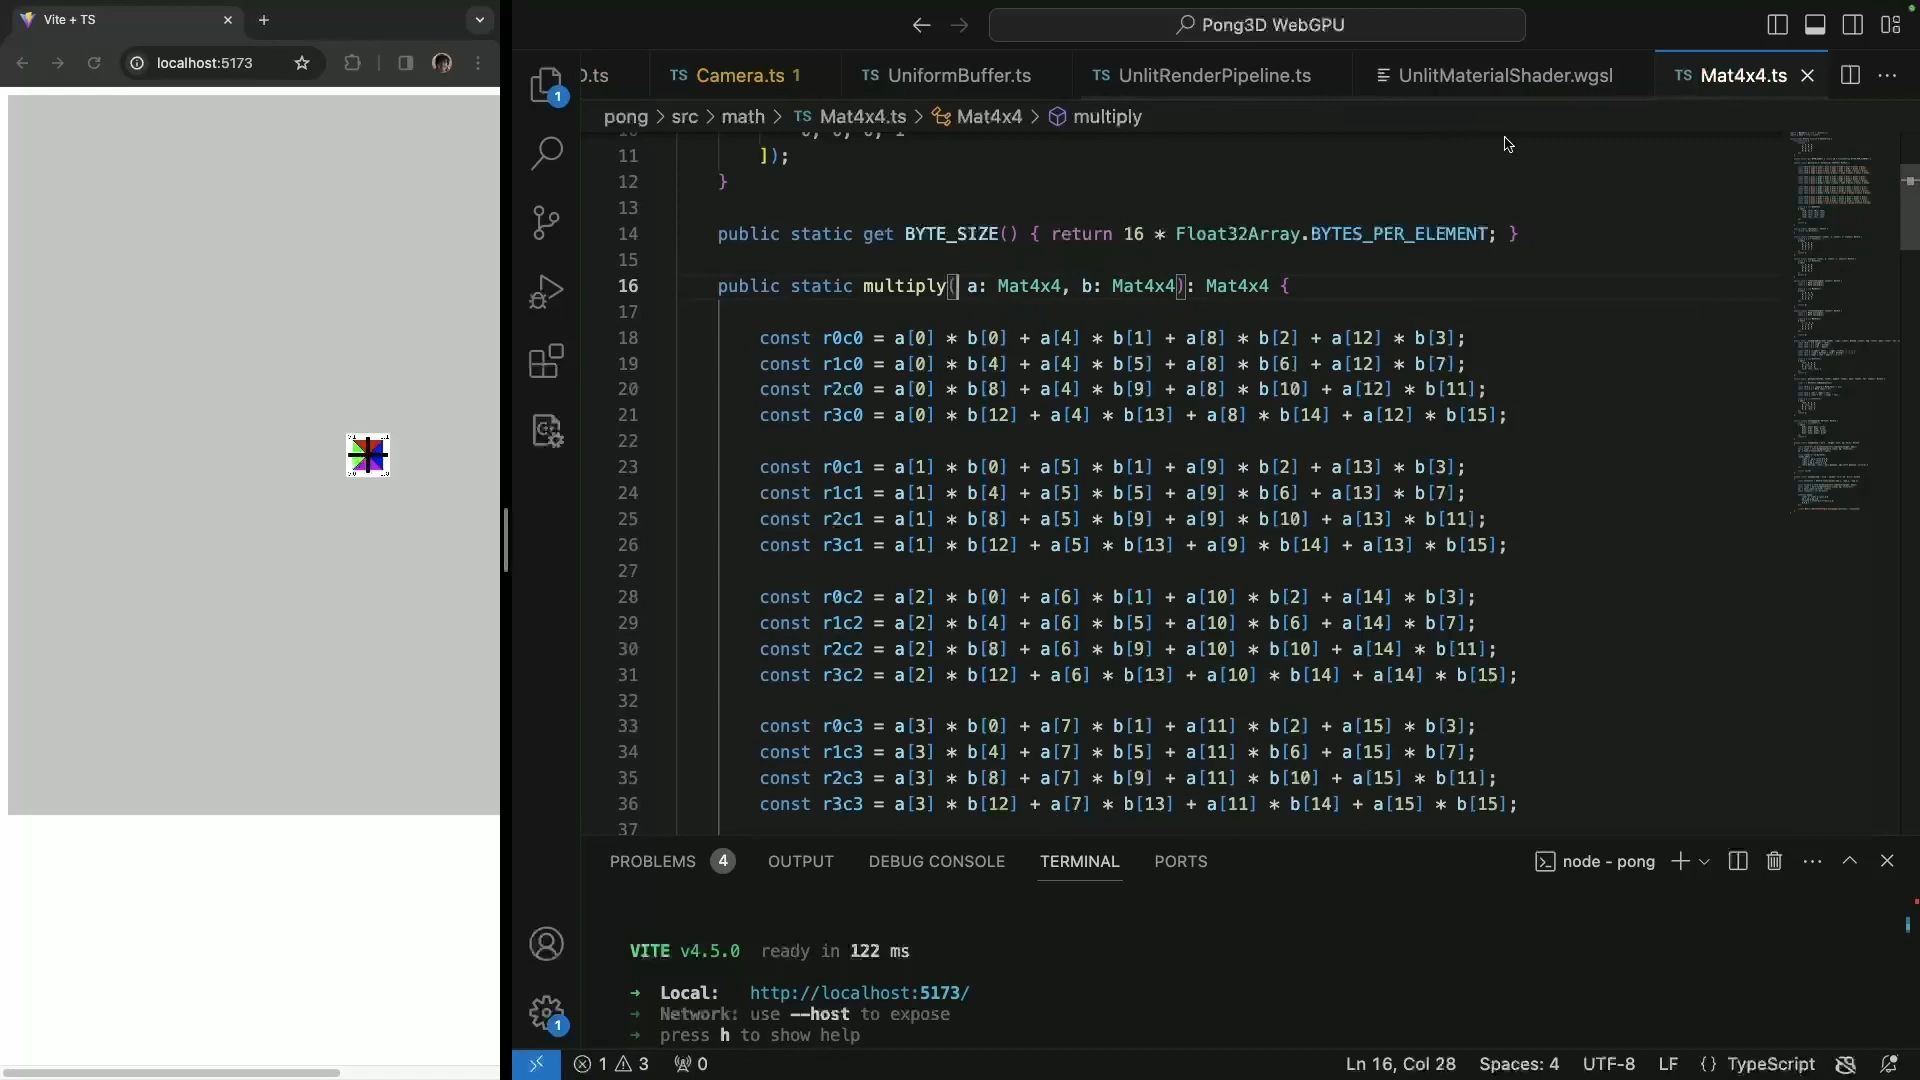 Vite + TS
localhost:5173
Pong3D WebGPU
O.ts
TS Camera.ts 1
TS UniformBuffer.ts
TS UnlitRenderPipeline.ts
UnlitMaterialShader.wgsl
TS Mat4x4.ts
pong > src > math > TS Mat4x4.ts > Mat4x4 > multiply
10 0, 0, 0, 1
11 ]);
12 }
13
14 public static get BYTE_SIZE() { return 16 * Float32Array.BYTES_PER_ELEMENT; }
15
16 public static multiply( a: Mat4x4, b: Mat4x4): Mat4x4 {
17
18 const r0c0 = a[0] * b[0] + a[4] * b[1] + a[8] * b[2] + a[12] * b[3];
19 const r1c0 = a[0] * b[4] + a[4] * b[5] + a[8] * b[6] + a[12] * b[7];
20 const r2c0 = a[0] * b[8] + a[4] * b[9] + a[8] * b[10] + a[12] * b[11];
21 const r3c0 = a[0] * b[12] + a[4] * b[13] + a[8] * b[14] + a[12] * b[15];
22
23 const r0c1 = a[1] * b[0] + a[5] * b[1] + a[9] * b[2] + a[13] * b[3];
24 const r1c1 = a[1] * b[4] + a[5] * b[5] + a[9] * b[6] + a[13] * b[7];
25 const r2c1 = a[1] * b[8] + a[5] * b[9] + a[9] * b[10] + a[13] * b[11];
26 const r3c1 = a[1] * b[12] + a[5] * b[13] + a[9] * b[14] + a[13] * b[15];
27
28 const r0c2 = a[2] * b[0] + a[6] * b[1] + a[10] * b[2] + a[14] * b[3];
29 const r1c2 = a[2] * b[4] + a[6] * b[5] + a[10] * b[6] + a[14] * b[7];
30 const r2c2 = a[2] * b[8] + a[6] * b[9] + a[10] * b[10] + a[14] * b[11];
31 const r3c2 = a[2] * b[12] + a[6] * b[13] + a[10] * b[14] + a[14] * b[15];
32
33 const r0c3 = a[3] * b[0] + a[7] * b[1] + a[11] * b[2] + a[15] * b[3];
34 const r1c3 = a[3] * b[4] + a[7] * b[5] + a[11] * b[6] + a[15] * b[7];
35 const r2c3 = a[3] * b[8] + a[7] * b[9] + a[11] * b[10] + a[15] * b[11];
36 const r3c3 = a[3] * b[12] + a[7] * b[13] + a[11] * b[14] + a[15] * b[15];
37
1
1
PROBLEMS 4 OUTPUT DEBUG CONSOLE TERMINAL PORTS
node - pong
VITE v4.5.0 ready in 122 ms
➜ Local: http://localhost:5173/
➜ Network: use --host to expose
➜ press h to show help
1 3 0
Ln 16, Col 28 Spaces: 4 UTF-8 LF {} TypeScript